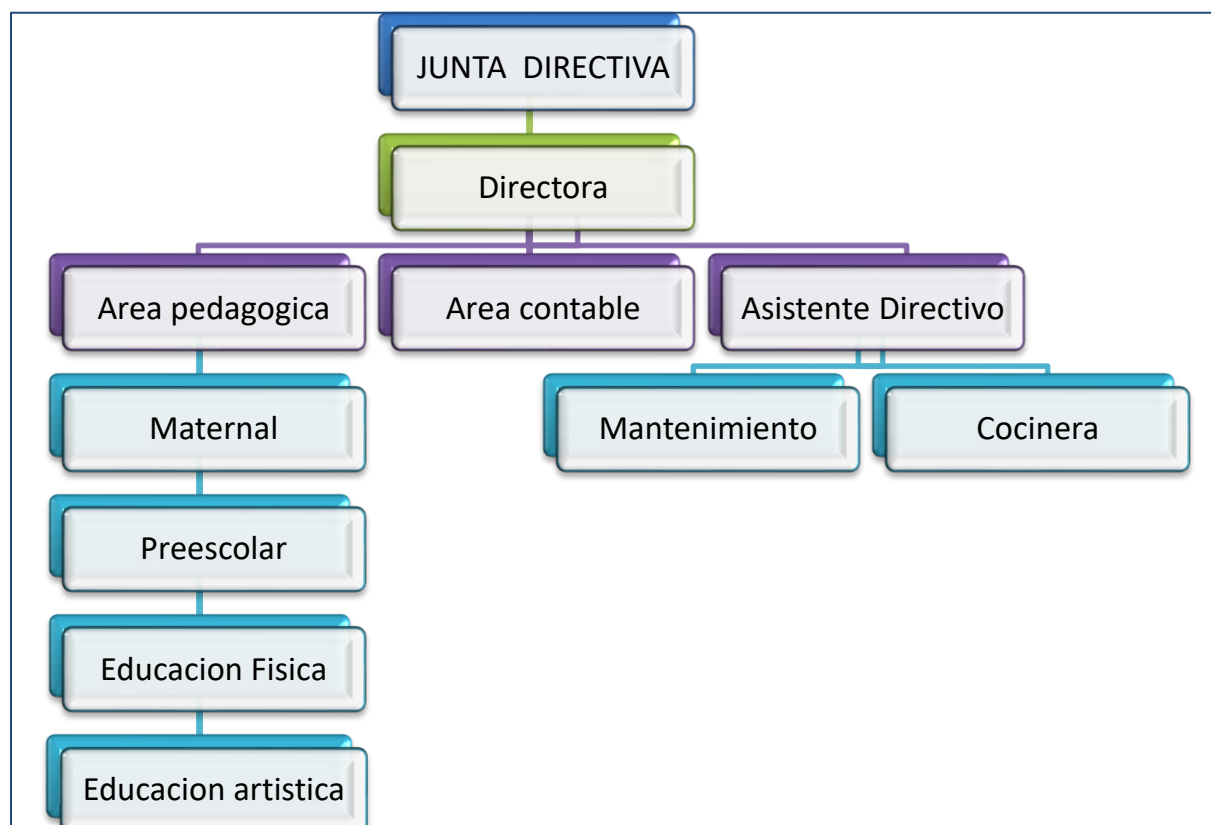 JUNTA DIRECTIVA
Directora
Area pedagogica
Area contable
Asistente Directivo
Maternal
Mantenimiento
Cocinera
Preescolar
Educacion Fisica
Educacion artistica